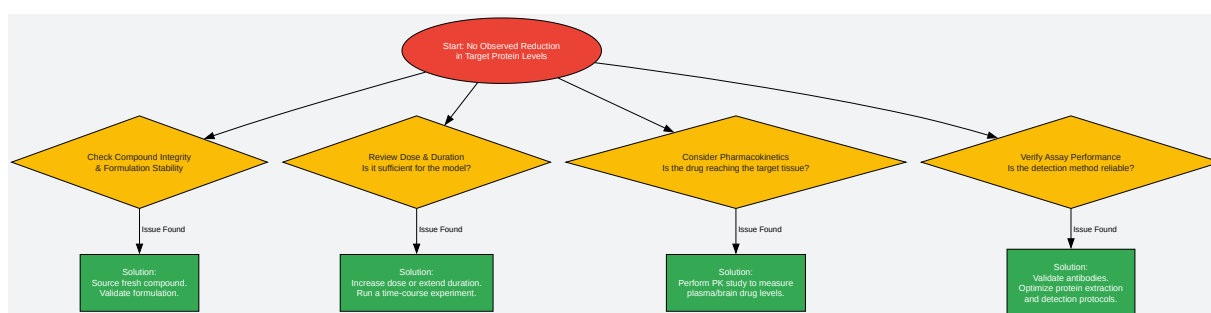 Start: No Observed Reduction
in Target Protein Levels
Check Compound Integrity
& Formulation Stability
Review Dose & Duration
Is it sufficient for the model?
Consider Pharmacokinetics
Is the drug reaching the target tissue?
Verify Assay Performance
Is the detection method reliable?
Issue Found
Issue Found
Issue Found
Issue Found
Solution:
Source fresh compound.
Validate formulation.
Solution:
Increase dose or extend duration.
Run a time-course experiment.
Solution:
Perform PK study to measure
plasma/brain drug levels.
Solution:
Validate antibodies.
Optimize protein extraction
and detection protocols.